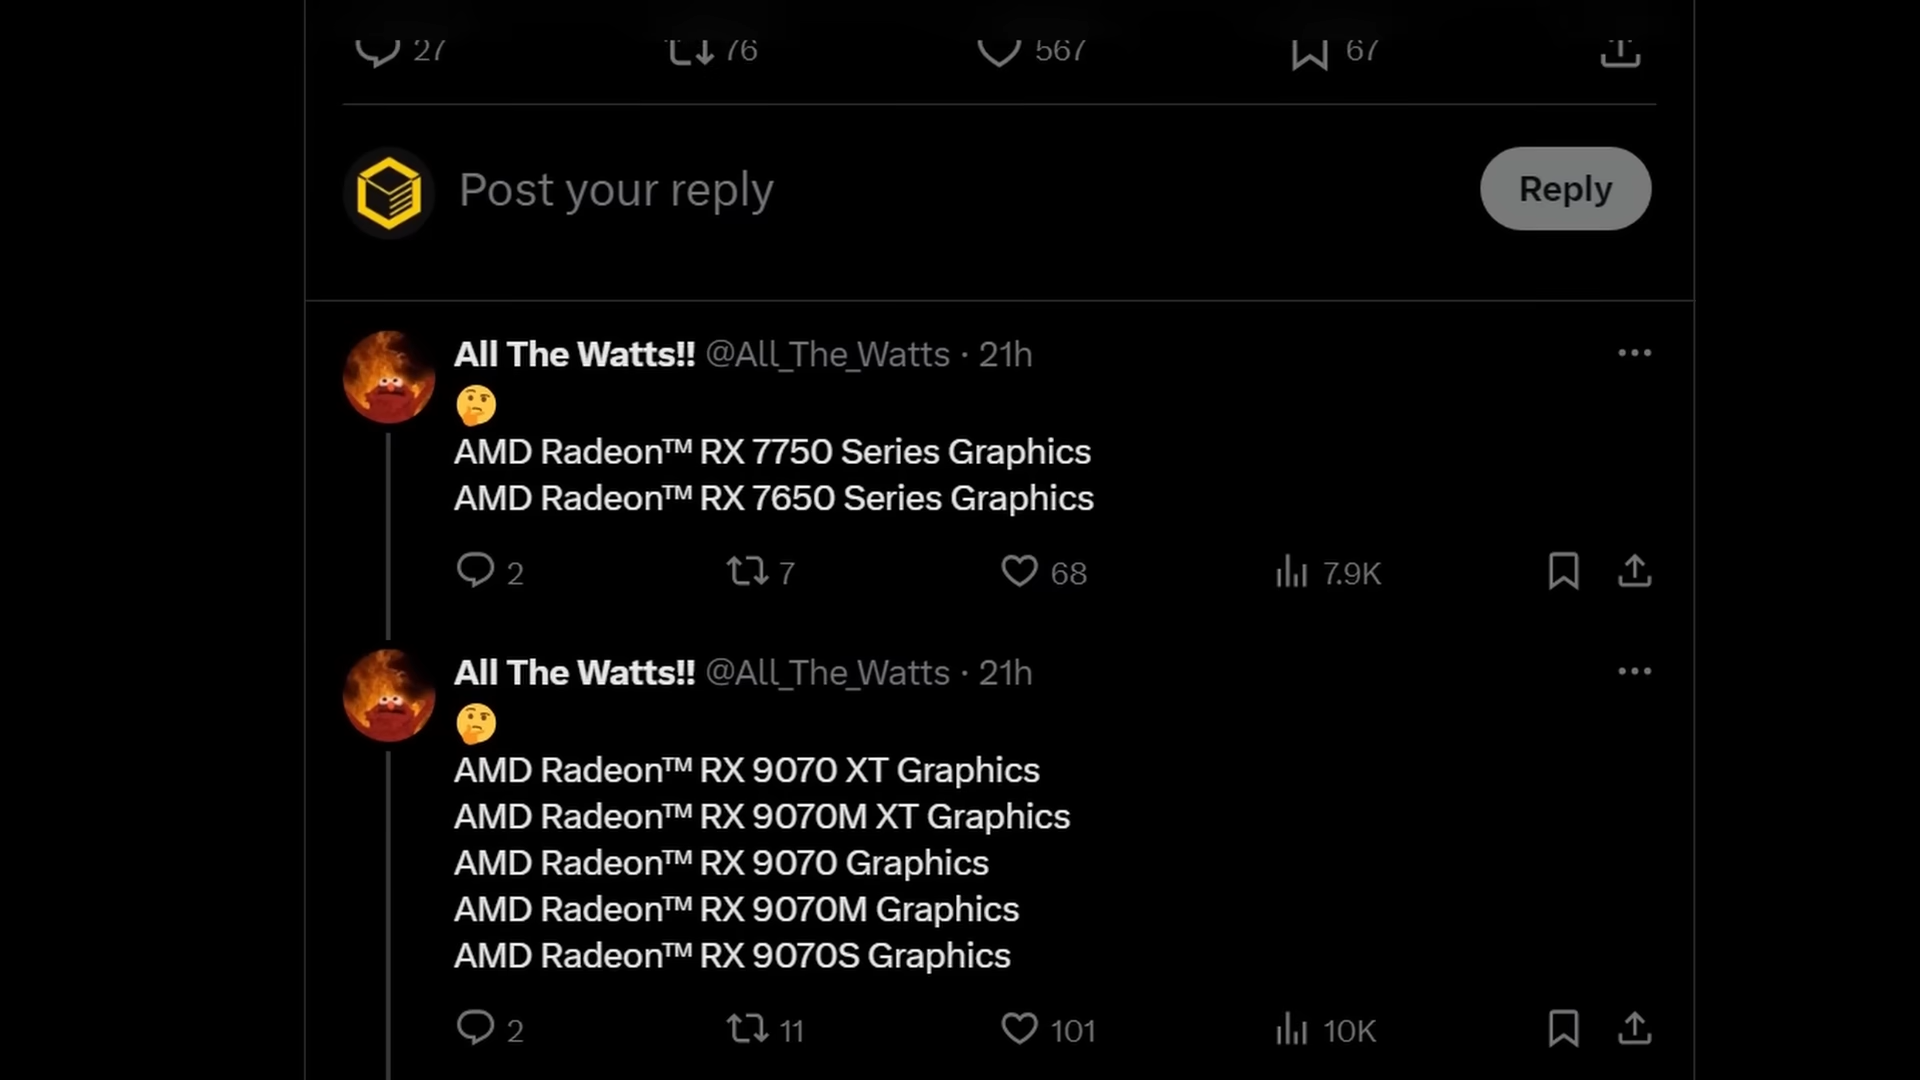 27 76 567 67
Post your reply
Reply
All The Watts!! @All_The_Watts · 21h
🤔
AMD Radeon™ RX 7750 Series Graphics
AMD Radeon™ RX 7650 Series Graphics
2 7 68 7.9K
All The Watts!! @All_The_Watts · 21h
🤔
AMD Radeon™ RX 9070 XT Graphics
AMD Radeon™ RX 9070M XT Graphics
AMD Radeon™ RX 9070 Graphics
AMD Radeon™ RX 9070M Graphics
AMD Radeon™ RX 9070S Graphics
2 11 101 10K